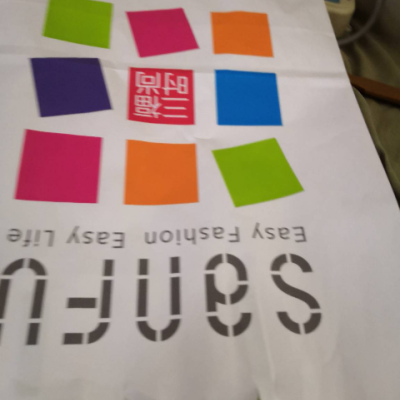 SanFU
Easy Fashion Easy Life
三福
时尚